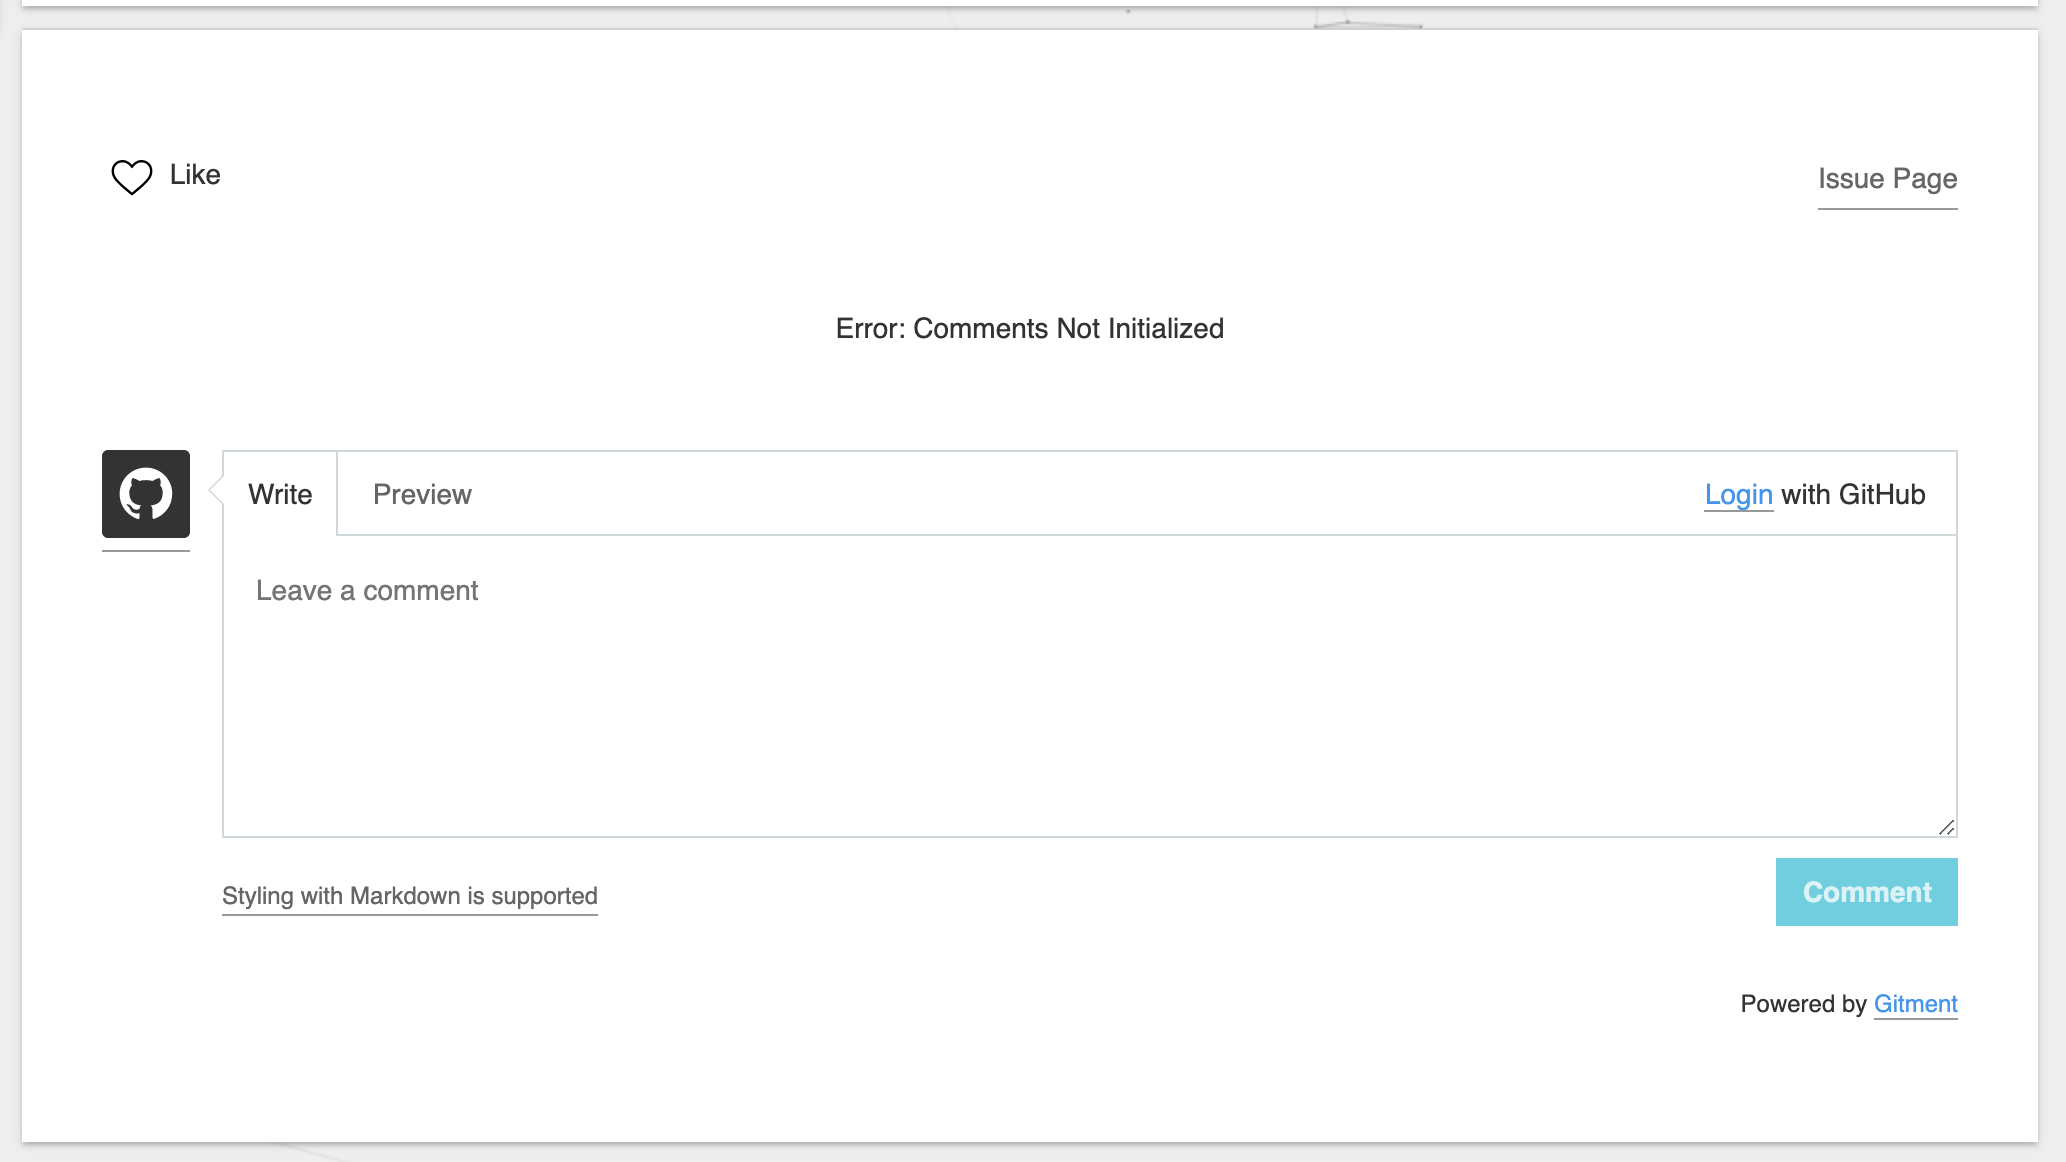 Like
Issue Page
Error: Comments Not Initialized
Write
Preview
Login with GitHub
Leave a comment
Styling with Markdown is supported
Comment
Powered by Gitment